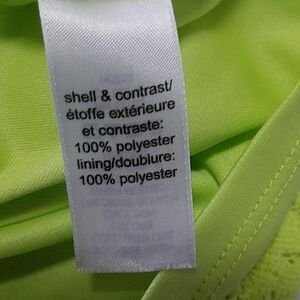 shell & contrast/
étoffe extérieure
et contraste:
100% polyester
lining/doublure:
100% polyester